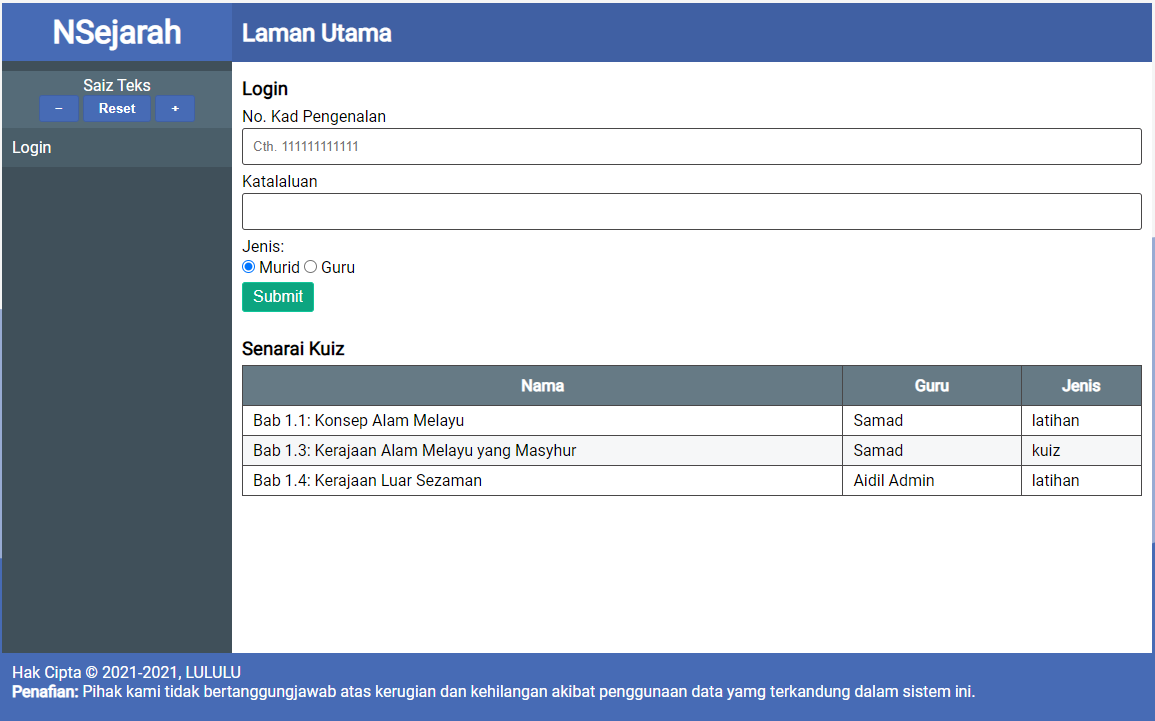 NSejarah
Laman Utama
Saiz Teks
− Reset +
Login
Login
No. Kad Pengenalan
Cth. 111111111111
Katalaluan
Jenis:
Murid Guru
Submit
Senarai Kuiz
Nama Guru Jenis
Bab 1.1: Konsep Alam Melayu Samad latihan
Bab 1.3: Kerajaan Alam Melayu yang Masyhur Samad kuiz
Bab 1.4: Kerajaan Luar Sezaman Aidil Admin latihan
Hak Cipta © 2021-2021, LULULU
Penafian: Pihak kami tidak bertanggungjawab atas kerugian dan kehilangan akibat penggunaan data yamg terkandung dalam sistem ini.